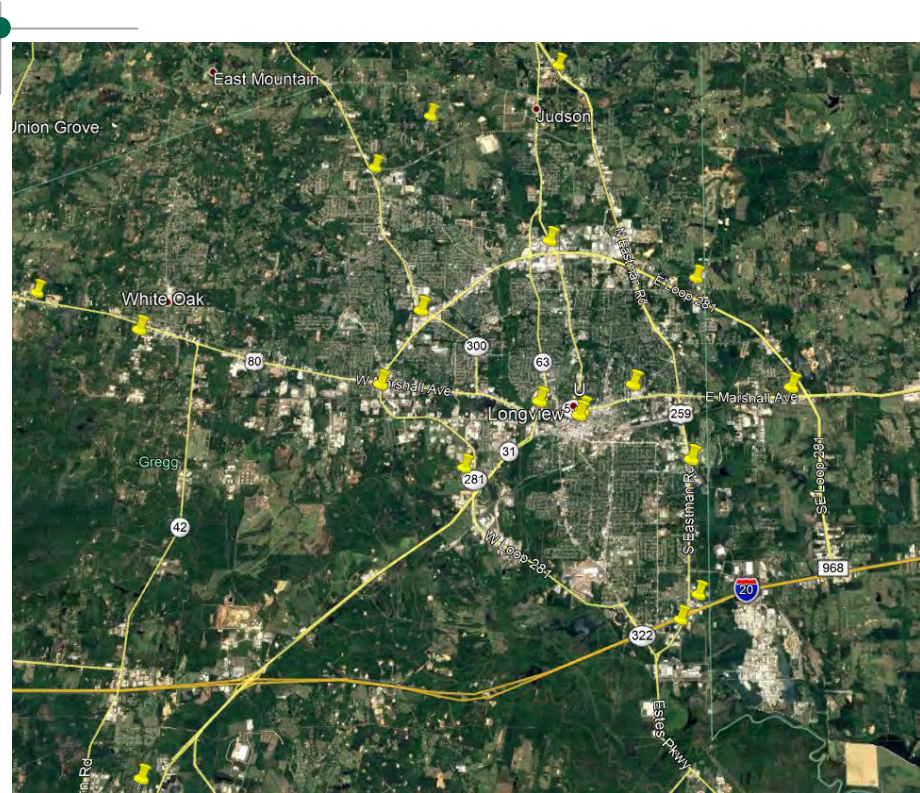 East Mountain
Union Grove
Judson
N Eastman Rd
E Loop 281
White Oak
300
80
63
W Marshall Ave
U
E Marshall Ave
Longview
259
31
Gregg
281
S Eastman Rd
SE Loop 281
42
W Loop 281
968
20
322
Estes Pkwy
Rd